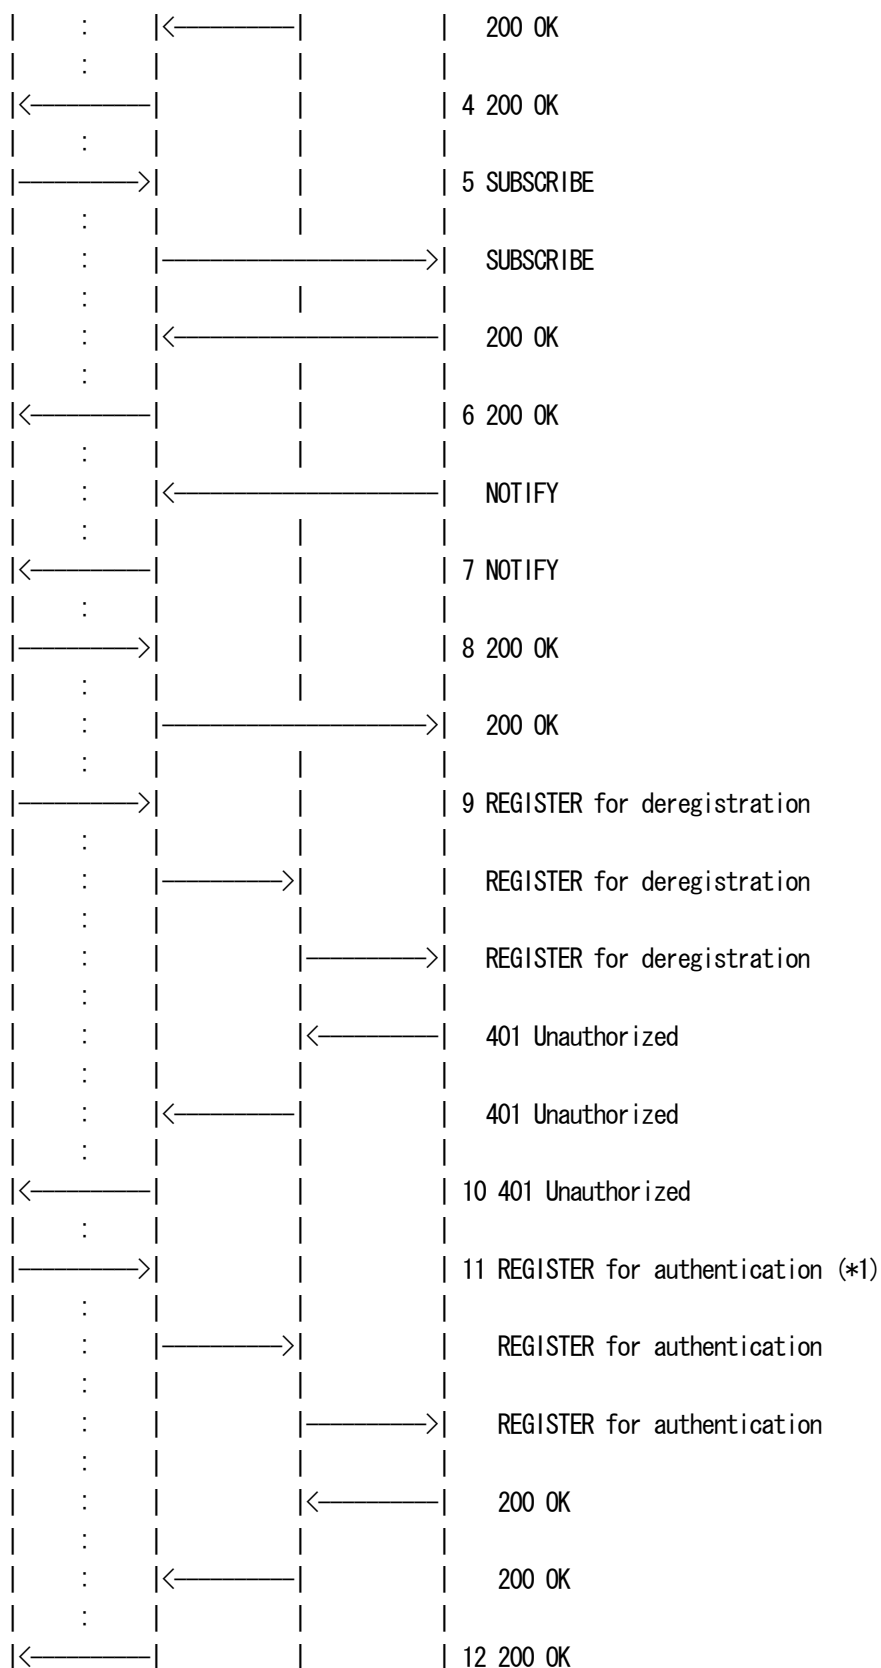 200 OK
4 200 OK
5 SUBSCRIBE
SUBSCRIBE
200 OK
6 200 OK
NOTIFY
7 NOTIFY
8 200 OK
200 OK
9 REGISTER for deregistration
REGISTER for deregistration
REGISTER for deregistration
401 Unauthorized
401 Unauthorized
10 401 Unauthorized
11 REGISTER for authentication (*1)
REGISTER for authentication
REGISTER for authentication
200 OK
200 OK
12 200 OK